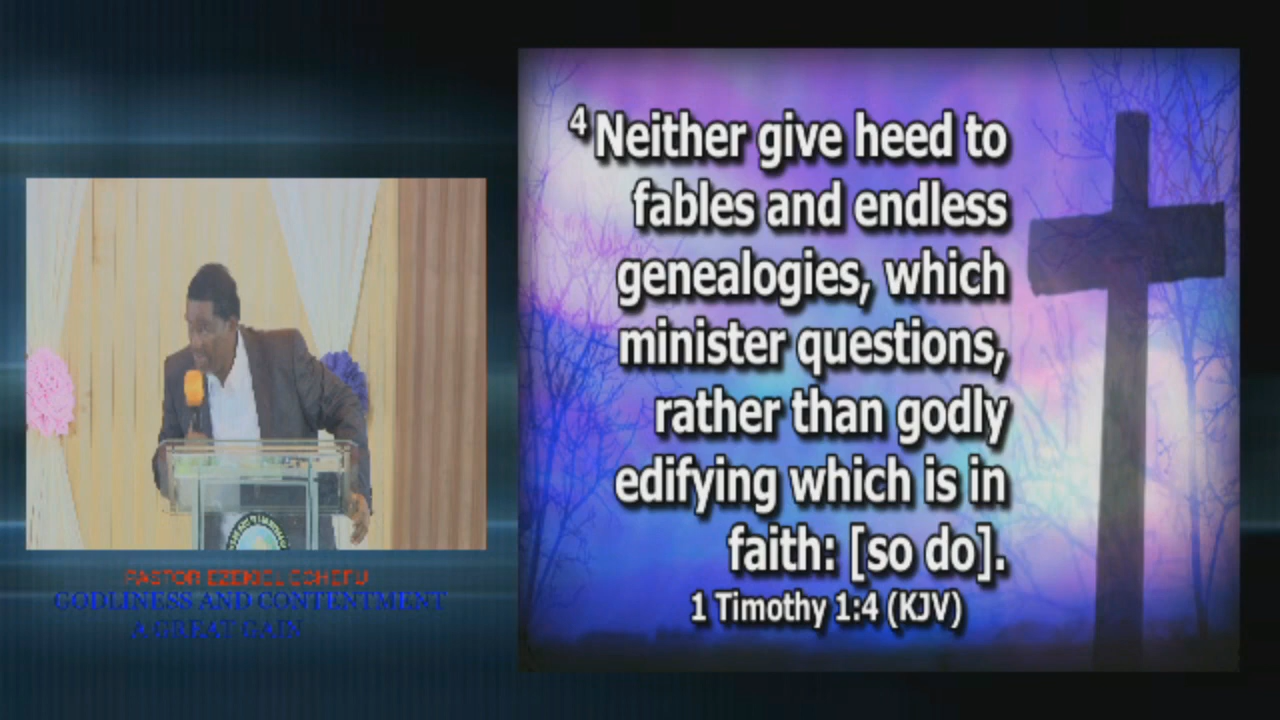 4 Neither give heed to
fables and endless
genealogies, which
minister questions,
rather than godly
edifying which is in
faith: [so do].
1 Timothy 1:4 (KJV)
PASTOR EZEKIEL
GODLINESS AND CONTENTMENT
A GREAT GAIN